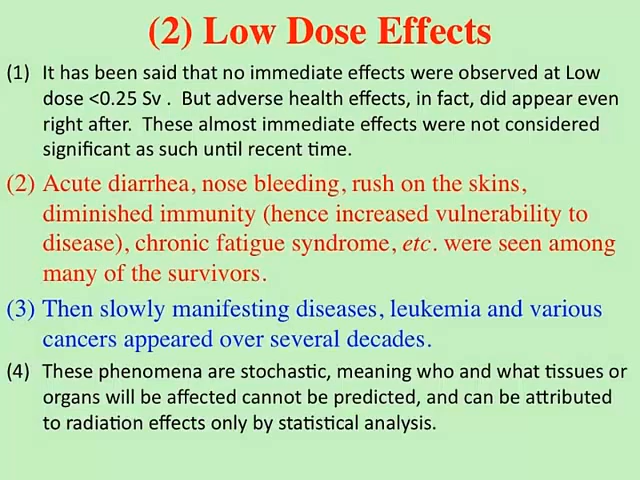 (2) Low Dose Effects
(1) It has been said that no immediate effects were observed at Low
dose <0.25 Sv . But adverse health effects, in fact, did appear even
right after. These almost immediate effects were not considered
significant as such until recent time.
(2) Acute diarrhea, nose bleeding, rush on the skins,
diminished immunity (hence increased vulnerability to
disease), chronic fatigue syndrome, etc. were seen among
many of the survivors.
(3) Then slowly manifesting diseases, leukemia and various
cancers appeared over several decades.
(4) These phenomena are stochastic, meaning who and what tissues or
organs will be affected cannot be predicted, and can be attributed
to radiation effects only by statistical analysis.